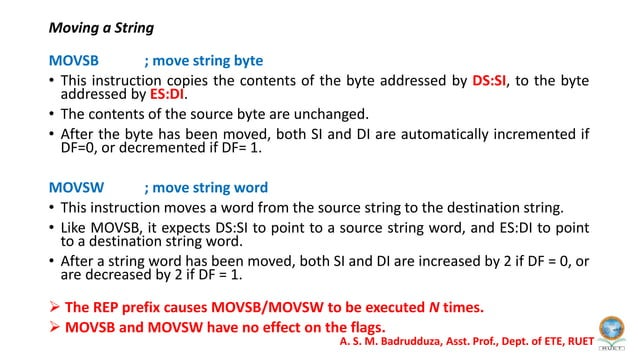 Moving a String
MOVSB ; move string byte
• This instruction copies the contents of the byte addressed by DS:SI, to the byte
addressed by ES:DI.
• The contents of the source byte are unchanged.
• After the byte has been moved, both SI and DI are automatically incremented if
DF=0, or decremented if DF= 1.
MOVSW ; move string word
• This instruction moves a word from the source string to the destination string.
• Like MOVSB, it expects DS:SI to point to a source string word, and ES:DI to point
to a destination string word.
• After a string word has been moved, both SI and DI are increased by 2 if DF = 0, or
are decreased by 2 if DF = 1.
➢ The REP prefix causes MOVSB/MOVSW to be executed N times.
➢ MOVSB and MOVSW have no effect on the flags.
A. S. M. Badrudduza, Asst. Prof., Dept. of ETE, RUET
RUET